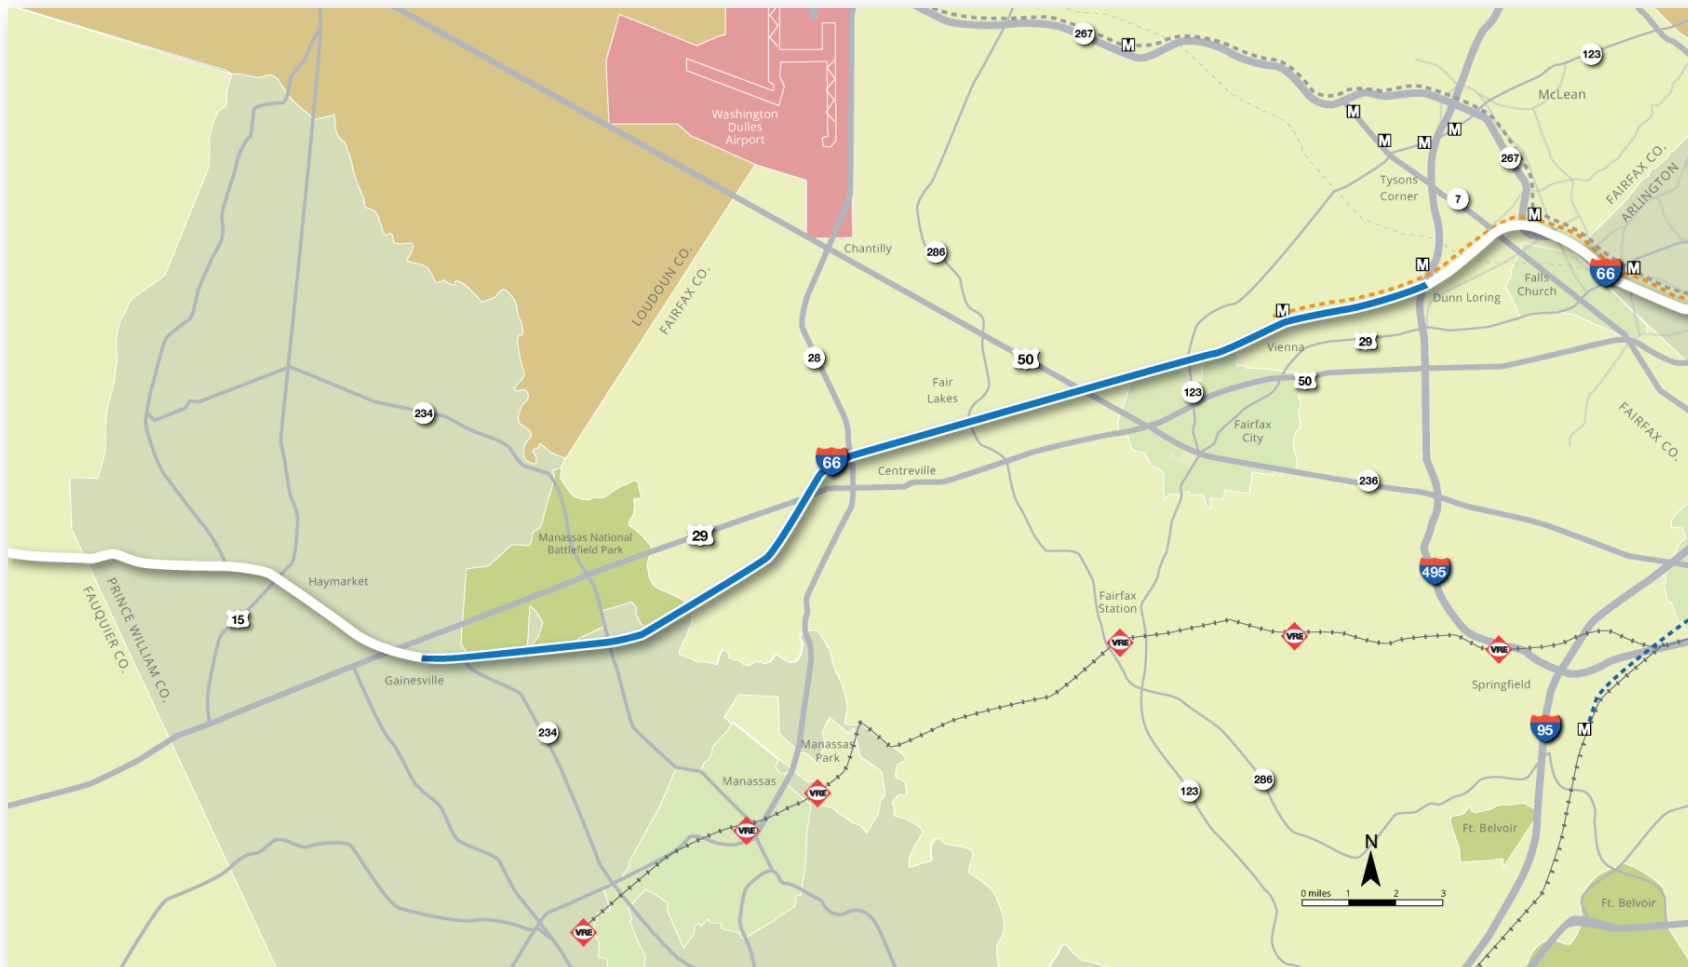 267
M
123
McLean
Washington
Dulles
Airport
M
M
M
M
267
FAIRFAX CO.
ARLINGTON
Tysons
Corner
7
M
Chantilly
286
LOUDOUN CO.
FAIRFAX CO.
M
66
M
Falls
Church
Dunn Loring
M
29
Vienna
28
50
50
Fair
Lakes
123
234
Fairfax
City
FAIRFAX CO.
66
Centreville
236
29
Manassas National
Battlefield Park
495
Haymarket
PRINCE WILLIAM CO.
FAUQUIER CO.
15
Fairfax
Station
VRE
VRE
VRE
Gainesville
Springfield
234
95
M
Manassas
Park
Manassas
VRE
123
286
VRE
Ft. Belvoir
N
0 miles 1 2 3
Ft. Belvoir
VRE